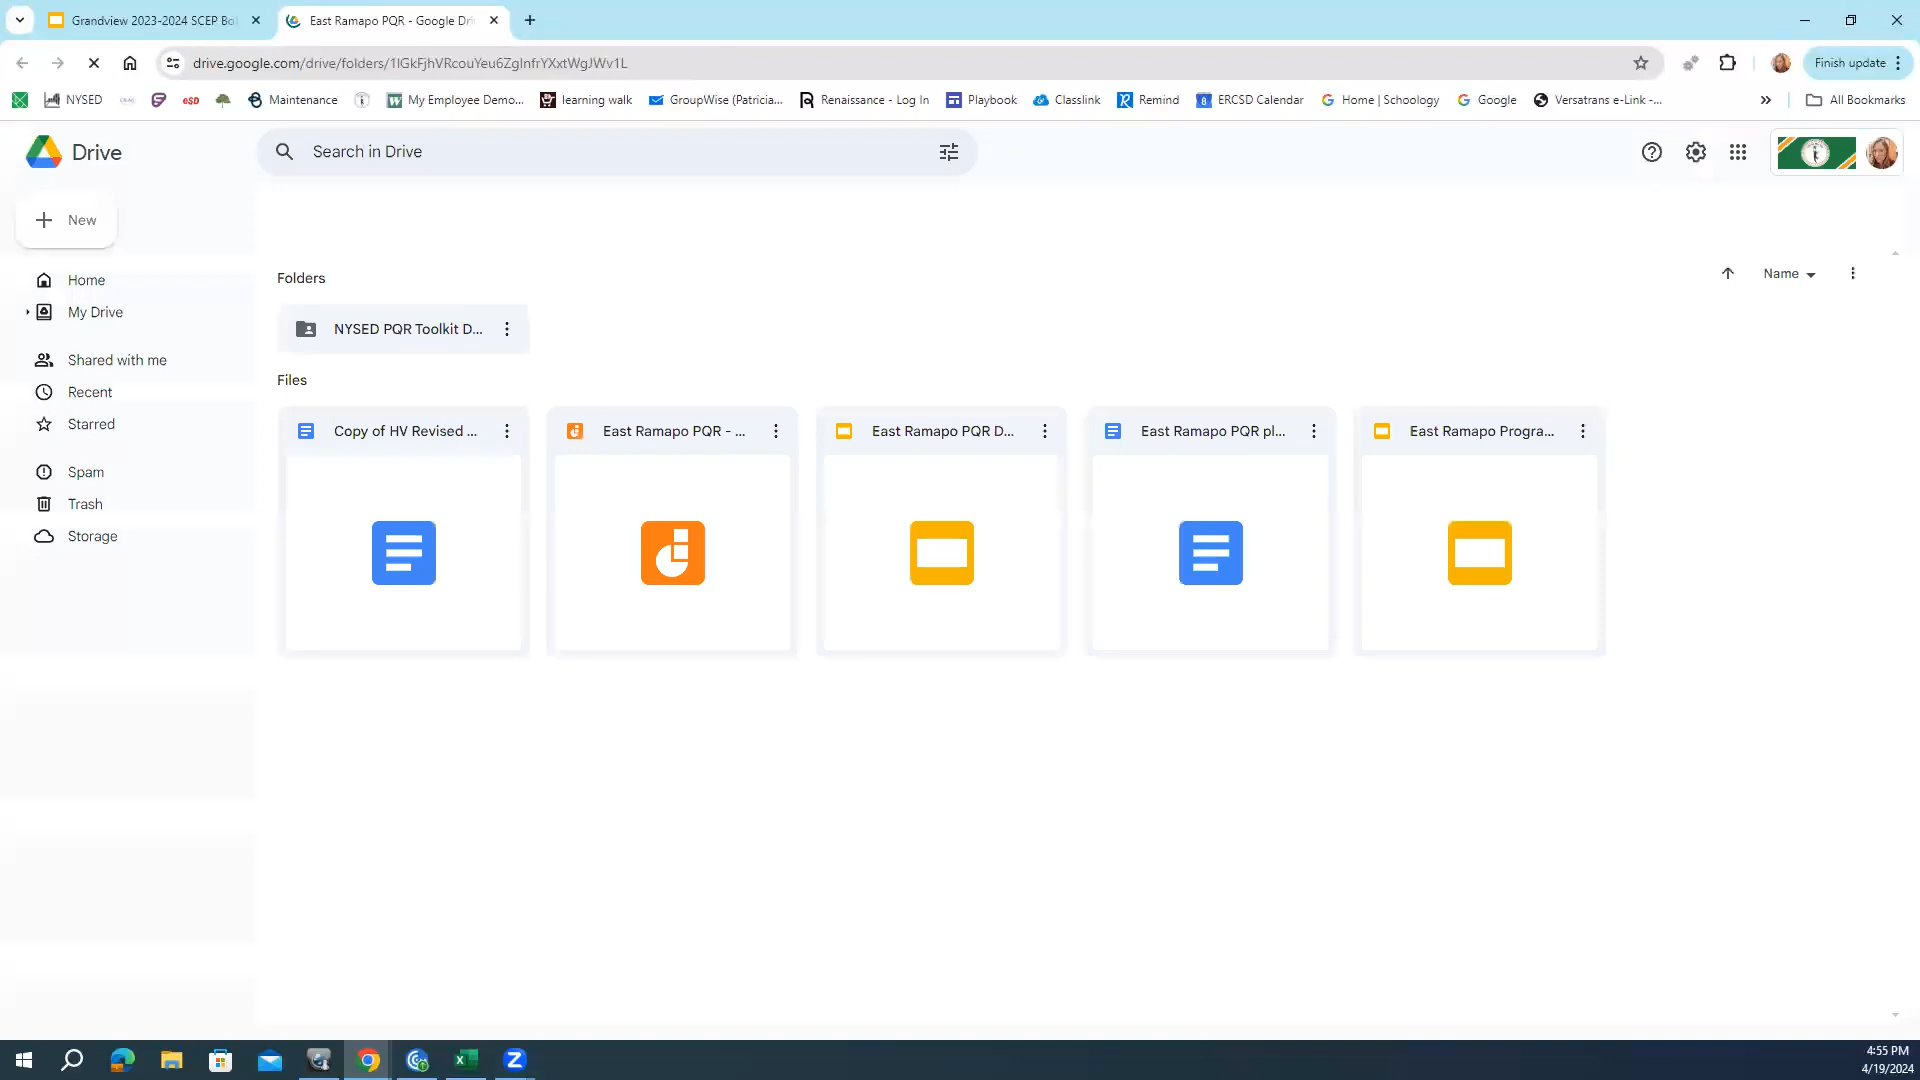 Grandview 2023-2024 SCEP Bo
East Ramapo PQR - Google Dri
drive.google.com/drive/folders/1IGkFjhVRcouYeu6ZgInfrYXxtWgJWv1L
Finish update
NYSED
eSD
Maintenance
My Employee Demo...
learning walk
GroupWise (Patricia...
Renaissance - Log In
Playbook
Classlink
Remind
ERCSD Calendar
Home | Schoology
Google
Versatrans e-Link -...
All Bookmarks
Drive
Search in Drive
New
Home
My Drive
Shared with me
Recent
Starred
Spam
Trash
Storage
Folders
Name
NYSED PQR Toolkit D...
Files
Copy of HV Revised ...
East Ramapo PQR - ...
East Ramapo PQR D...
East Ramapo PQR pl...
East Ramapo Progra...
4:55 PM
4/19/2024